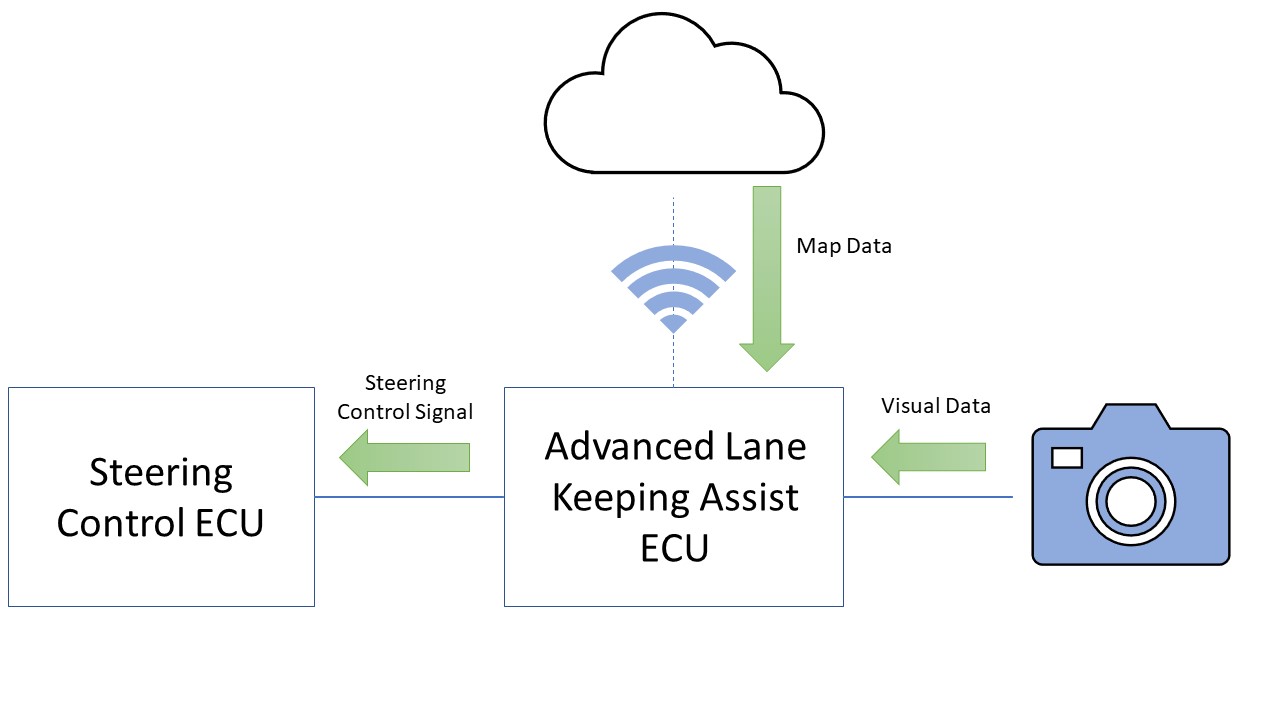 Map Data
Steering
Control Signal
Visual Data
Steering
Control ECU
Advanced Lane
Keeping Assist
ECU